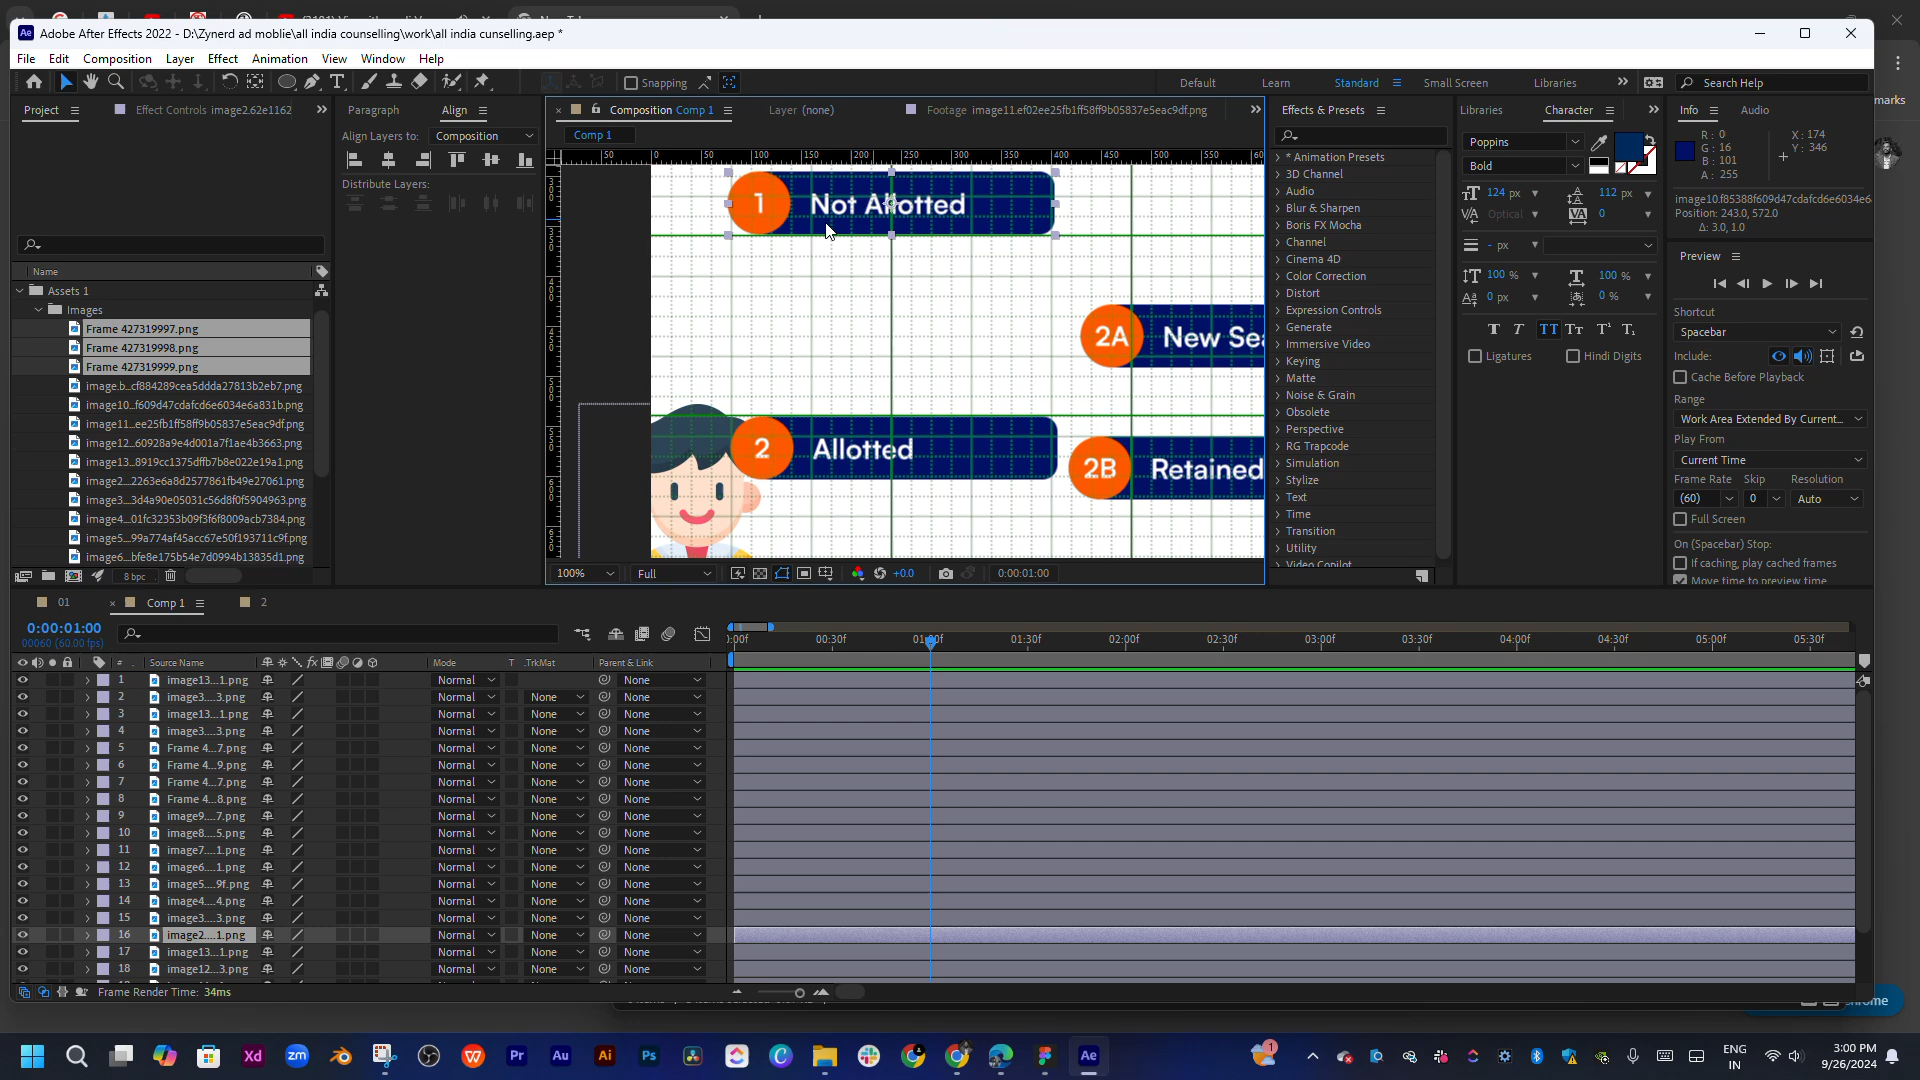 Adobe After Effects 2022 - D:\Zynerd ad moblie\all india counselling\work\all india cunselling.aep *
File Edit Composition Layer Effect Animation View Window Help
Snapping Default Learn Standard Small Screen Libraries Search Help
Project Effect Controls image2.62e1162
Paragraph Align
Composition Comp 1 Layer (none) Footage image11.ef02ee25fb1ff58ff9b05837e5eac9df.png
Effects & Presets
Libraries Character
Info Audio
Comp 1
Align Layers to: Composition
Distribute Layers:
Name
Assets 1
Images
Frame 427319997.png
Frame 427319998.png
Frame 427319999.png
image.b...cf884289cea5ddda27813b2eb7.png
image10...f609d47cdafcd6e6034e6a831b.png
image11...ee25fb1ff58ff9b05837e5eac9df.png
image12...60928a9e4d001a7f1ae4b3663.png
image13...8919cc1375dffb7b8e022e19a1.png
image2....2263e6a8d2577861fb49e27061.png
image3....3d4a90e05031c56d8f0f5904963.png
image4....01fc32353b09f3f6f8009acb7384.png
image5....99a774af45acc67e50f193711c9f.png
image6....bfe8e175b54e7d0994b13835d1.png
8 bpc
50 0 50 100 150 200 250 300 350 400 450 500 550
1 Not Allotted
2A New Sea
2 Allotted
2B Retained
100% Full +0.0 0:00:01:00
* Animation Presets
3D Channel
Audio
Blur & Sharpen
Boris FX Mocha
Channel
Cinema 4D
Color Correction
Distort
Expression Controls
Generate
Immersive Video
Keying
Matte
Noise & Grain
Obsolete
Perspective
RG Trapcode
Simulation
Stylize
Text
Time
Transition
Utility
Video Copilot
Poppins
Bold
124 px 112 px
Optical 0
- px
100 % 100 %
0 px 0 %
Ligatures Hindi Digits
R: 0 X: 174
G: 16 Y: 346
B: 101
A: 255
image10.f85388f609d47cdafcd6e6034e6
Position: 243.0, 572.0
Δ: 3.0, 1.0
Preview
Shortcut
Spacebar
Include:
Cache Before Playback
Range
Work Area Extended By Current...
Play From
Current Time
Frame Rate Skip Resolution
(60) 0 Auto
Full Screen
On (Spacebar) Stop:
If caching, play cached frames
Move time to preview time
01 Comp 1 2
0:00:01:00
00060 (60.00 fps)
00:30f 01:30f 02:00f 02:30f 03:00f 03:30f 04:00f 04:30f 05:00f 05:30f
# Source Name Mode T .TrkMat Parent & Link
1 image13....1.png Normal None
2 image3....3.png Normal None None
3 image13....1.png Normal None None
4 image3....3.png Normal None None
5 Frame 4...7.png Normal None None
6 Frame 4...9.png Normal None None
7 Frame 4...7.png Normal None None
8 Frame 4...8.png Normal None None
9 image9....7.png Normal None None
10 image8....5.png Normal None None
11 image7....1.png Normal None None
12 image6....1.png Normal None None
13 image5....9f.png Normal None None
14 image4....4.png Normal None None
15 image3....3.png Normal None None
16 image2....1.png Normal None None
17 image13....1.png Normal None None
18 image12...3.png Normal None None
Frame Render Time: 34ms
ENG
IN
3:00 PM
9/26/2024